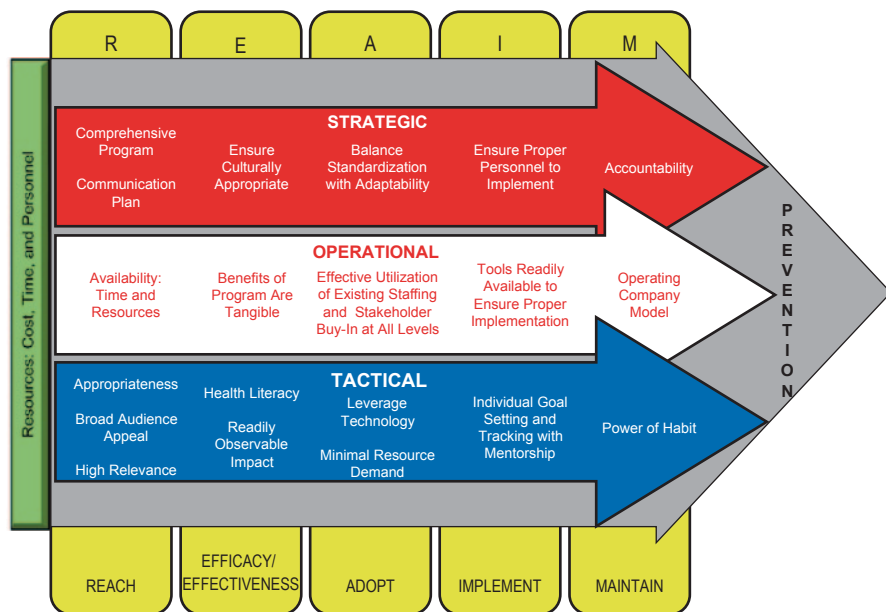 R
E
A
I
M
Resources: Cost, Time, and Personnel
STRATEGIC
Comprehensive
Program
Communication
Plan
Ensure
Culturally
Appropriate
Balance
Standardization
with Adaptability
Ensure Proper
Personnel to
Implement
Accountability
OPERATIONAL
Availability:
Time and
Resources
Benefits of
Program Are
Tangible
Effective Utilization
of Existing Staffing
and Stakeholder
Buy-In at All Levels
Tools Readily
Available to
Ensure Proper
Implementation
Operating
Company
Model
TACTICAL
Appropriateness
Broad Audience
Appeal
High Relevance
Health Literacy
Readily
Observable
Impact
Leverage
Technology
Minimal Resource
Demand
Individual Goal
Setting and
Tracking with
Mentorship
Power of Habit
PREVENTION
REACH
EFFICACY/
EFFECTIVENESS
ADOPT
IMPLEMENT
MAINTAIN